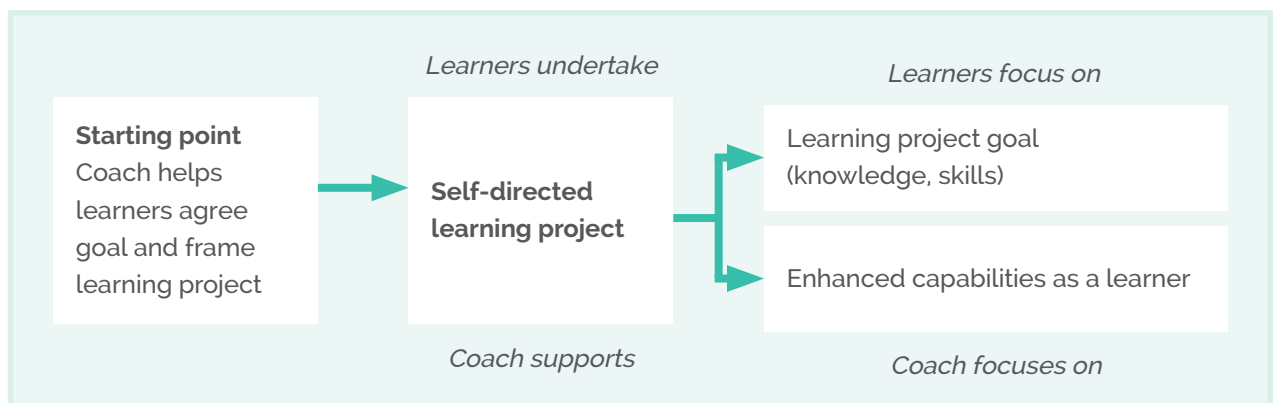 Starting point
Coach helps
learners agree
goal and frame
learning project
Learners undertake
Self-directed
learning project
Coach supports
Learners focus on
Learning project goal
(knowledge, skills)
Enhanced capabilities as a learner
Coach focuses on